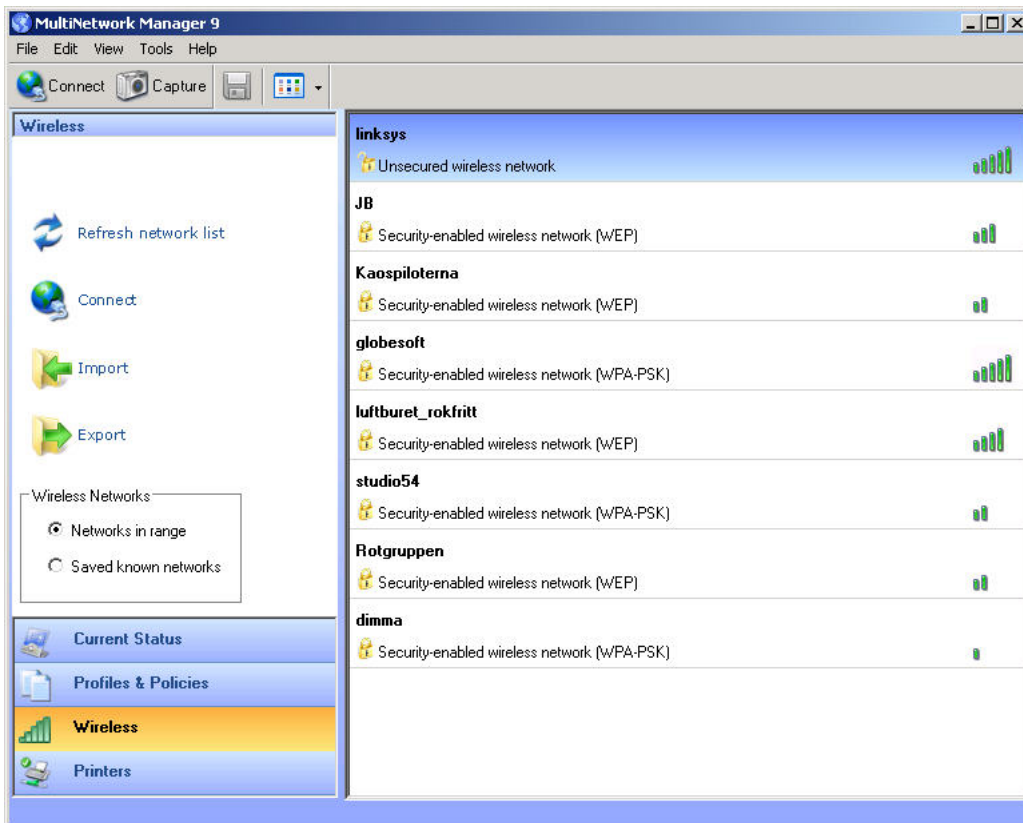 MultiNetwork Manager 9
File Edit View Tools Help
Connect Capture
Wireless
Refresh network list
Connect
Import
Export
Wireless Networks
Networks in range
Saved known networks
Current Status
Profiles & Policies
Wireless
Printers
linksys
Unsecured wireless network
JB
Security-enabled wireless network (WEP)
Kaospiloterna
Security-enabled wireless network (WEP)
globesoft
Security-enabled wireless network (WPA-PSK)
luftburet_rokfritt
Security-enabled wireless network (WEP)
studio54
Security-enabled wireless network (WPA-PSK)
Rotgruppen
Security-enabled wireless network (WEP)
dimma
Security-enabled wireless network (WPA-PSK)